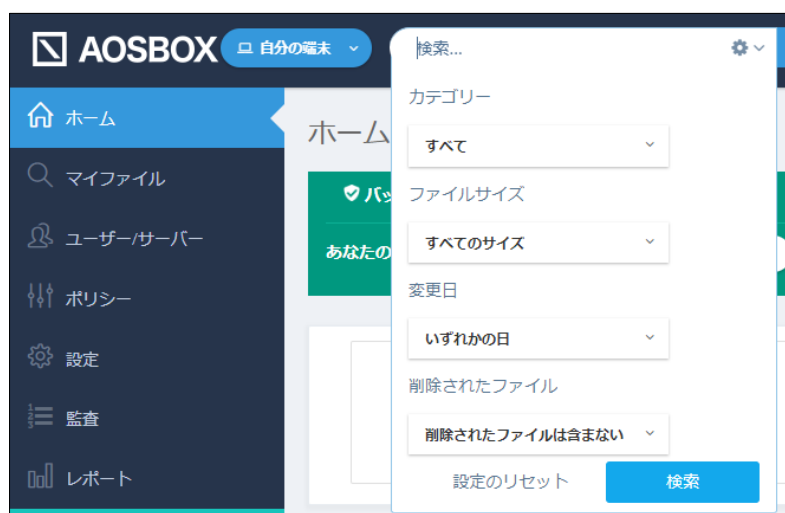 AOSBOX
自分の端末
検索...
ホーム
マイファイル
ユーザー/サーバー
ポリシー
設定
監査
レポート
ホーム
バッ
あなたの
カテゴリー
すべて
ファイルサイズ
すべてのサイズ
変更日
いずれかの日
削除されたファイル
削除されたファイルは含まない
設定のリセット
検索